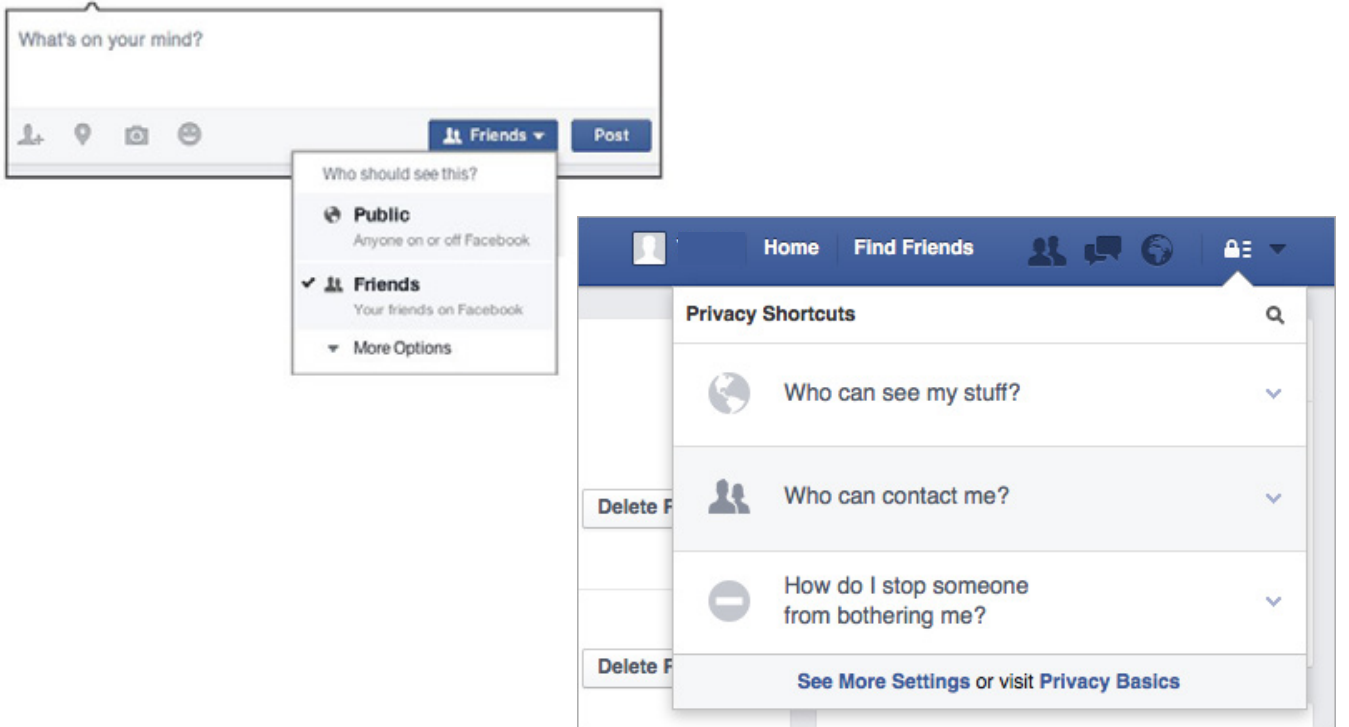 What's on your mind?
Friends
Post
Who should see this?
Public
Anyone on or off Facebook
Friends
Your friends on Facebook
More Options
Home
Find Friends
Privacy Shortcuts
Who can see my stuff?
Who can contact me?
Delete
How do I stop someone
from bothering me?
Delete
See More Settings or visit Privacy Basics